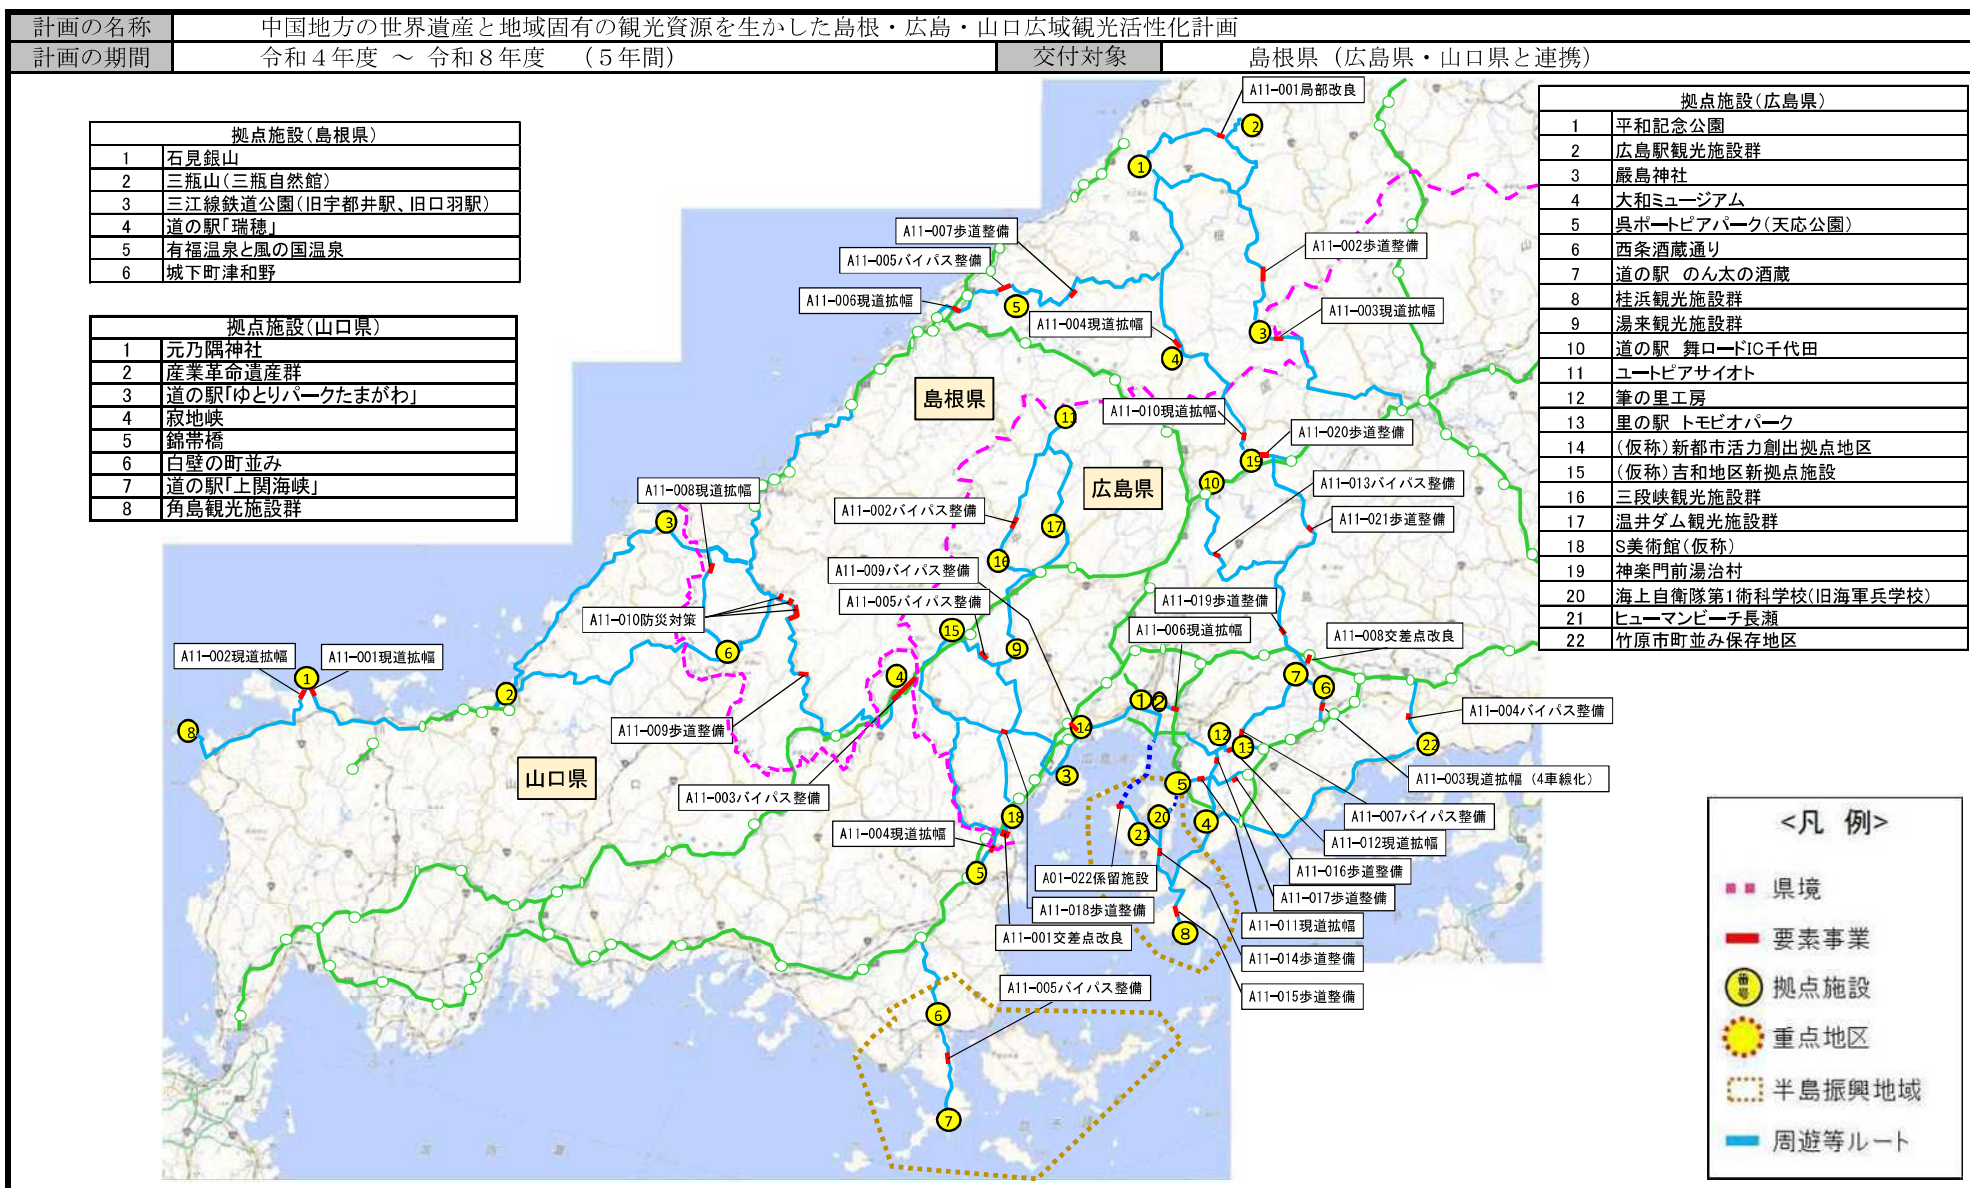 計画の名称 中国地方の世界遺産と地域固有の観光資源を生かした島根・広島・山口広域観光活性化計画
計画の期間 令和４年度 ～ 令和８年度 （５年間） 交付対象 島根県（広島県・山口県と連携）
拠点施設(島根県)
1 石見銀山
2 三瓶山(三瓶自然館)
3 三江線鉄道公園(旧宇都井駅、旧口羽駅)
4 道の駅「瑞穂」
5 有福温泉と風の国温泉
6 城下町津和野
拠点施設(山口県)
1 元乃隅神社
2 産業革命遺産群
3 道の駅「ゆとりパークたまがわ」
4 寂地峡
5 錦帯橋
6 白壁の町並み
7 道の駅「上関海峡」
8 角島観光施設群
拠点施設(広島県)
1 平和記念公園
2 広島駅観光施設群
3 厳島神社
4 大和ミュージアム
5 呉ポートピアパーク(天応公園)
6 西条酒蔵通り
7 道の駅 のん太の酒蔵
8 桂浜観光施設群
9 湯来観光施設群
10 道の駅 舞ロードIC千代田
11 ユートピアサイオト
12 筆の里工房
13 里の駅 トモビオパーク
14 (仮称)新都市活力創出拠点地区
15 (仮称)吉和地区新拠点施設
16 三段峡観光施設群
17 温井ダム観光施設群
18 S美術館(仮称)
19 神楽門前湯治村
20 海上自衛隊第1術科学校(旧海軍兵学校)
21 ヒューマンビーチ長瀬
22 竹原市町並み保存地区
A11-001局部改良
2
1
A11-007歩道整備
A11-005バイパス整備
A11-002歩道整備
A11-006現道拡幅
5
A11-004現道拡幅
A11-003現道拡幅
3
4
島根県
A11-010現道拡幅
11
A11-020歩道整備
19
広島県
10
A11-013バイパス整備
A11-008現道拡幅
A11-002バイパス整備
A11-021歩道整備
3
17
16
A11-009バイパス整備
A11-005バイパス整備
A11-019歩道整備
A11-010防災対策
A11-006現道拡幅
A11-008交差点改良
15
6
9
A11-002現道拡幅
A11-001現道拡幅
1
4
7
6
2
1
2
A11-004バイパス整備
8
A11-009歩道整備
14
12
13
22
山口県
3
5
A11-003現道拡幅（4車線化）
A11-003バイパス整備
A11-007バイパス整備
18
20
4
A11-004現道拡幅
21
A11-012現道拡幅
5
A01-022係留施設
A11-016歩道整備
A11-017歩道整備
A11-018歩道整備
A11-011現道拡幅
A11-001交差点改良
8
A11-014歩道整備
A11-005バイパス整備
A11-015歩道整備
6
7
<凡 例>
県境
要素事業
番号 拠点施設
重点地区
半島振興地域
周遊等ルート